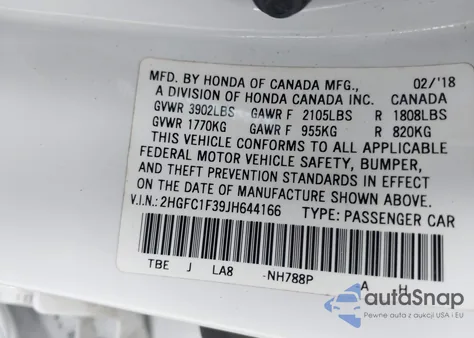 MFD. BY HONDA OF CANADA MFG., 02/'18
A DIVISION OF HONDA CANADA INC. CANADA
GVWR 3902LBS GAWR F 2105LBS R 1808LBS
GVWR 1770KG GAWR F 955KG R 820KG
THIS VEHICLE CONFORMS TO ALL APPLICABLE
FEDERAL MOTOR VEHICLE SAFETY, BUMPER,
AND THEFT PREVENTION STANDARDS IN EFFECT
ON THE DATE OF MANUFACTURE SHOWN ABOVE.
V.I.N.: 2HGFC1F39JH644166 TYPE: PASSENGER CAR
TBE J LA8 -NH788P A H
autoSnap
Pewne auta z aukcji USA i EU